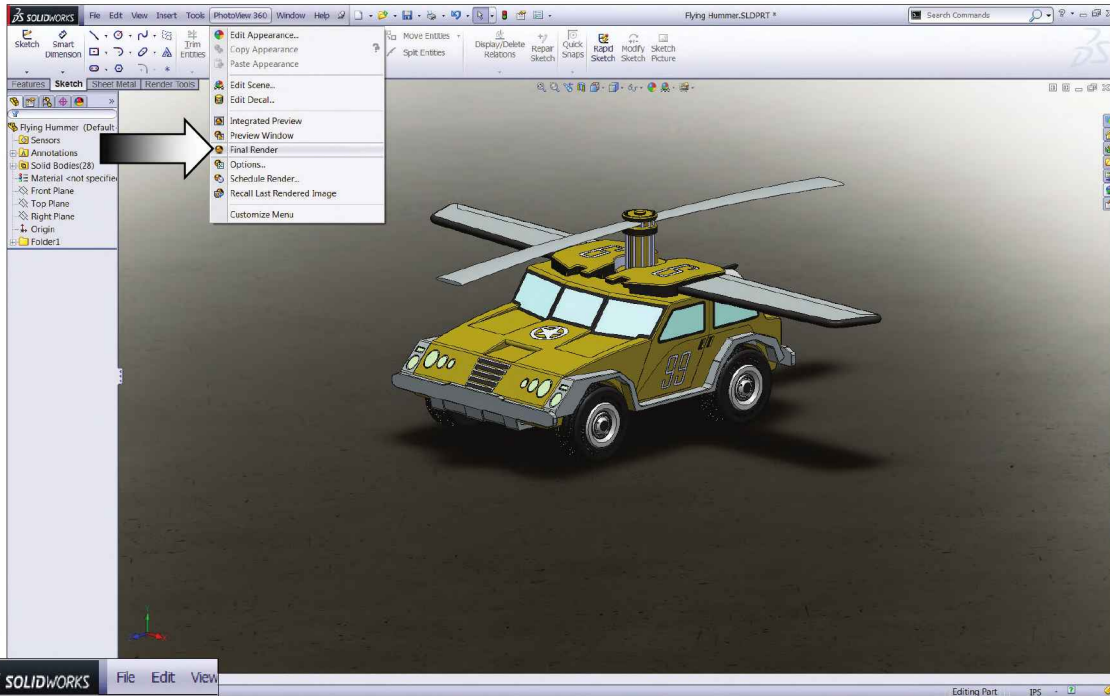 SOLIDWORKS File Edit View Insert Tools PhotoView 360 Window Help Flying Hummer.SLDPRT * Search Commands
Sketch Smart Dimension Trim Entities Move Entities Split Entities Display/Delete Relations Repair Sketch Quick Snaps Rapid Sketch Modify Sketch Sketch Picture
Features Sketch Sheet Metal Render Tools
Edit Appearance...
Copy Appearance
Paste Appearance
Edit Scene...
Edit Decal...
Integrated Preview
Preview Window
Final Render
Options...
Schedule Render...
Recall Last Rendered Image
Customize Menu
Flying Hummer (Default
Sensors
Annotations
Solid Bodies(28)
Material <not specified
Front Plane
Top Plane
Right Plane
Origin
Folder1
99
SOLIDWORKS File Edit View
Editing Part IPS